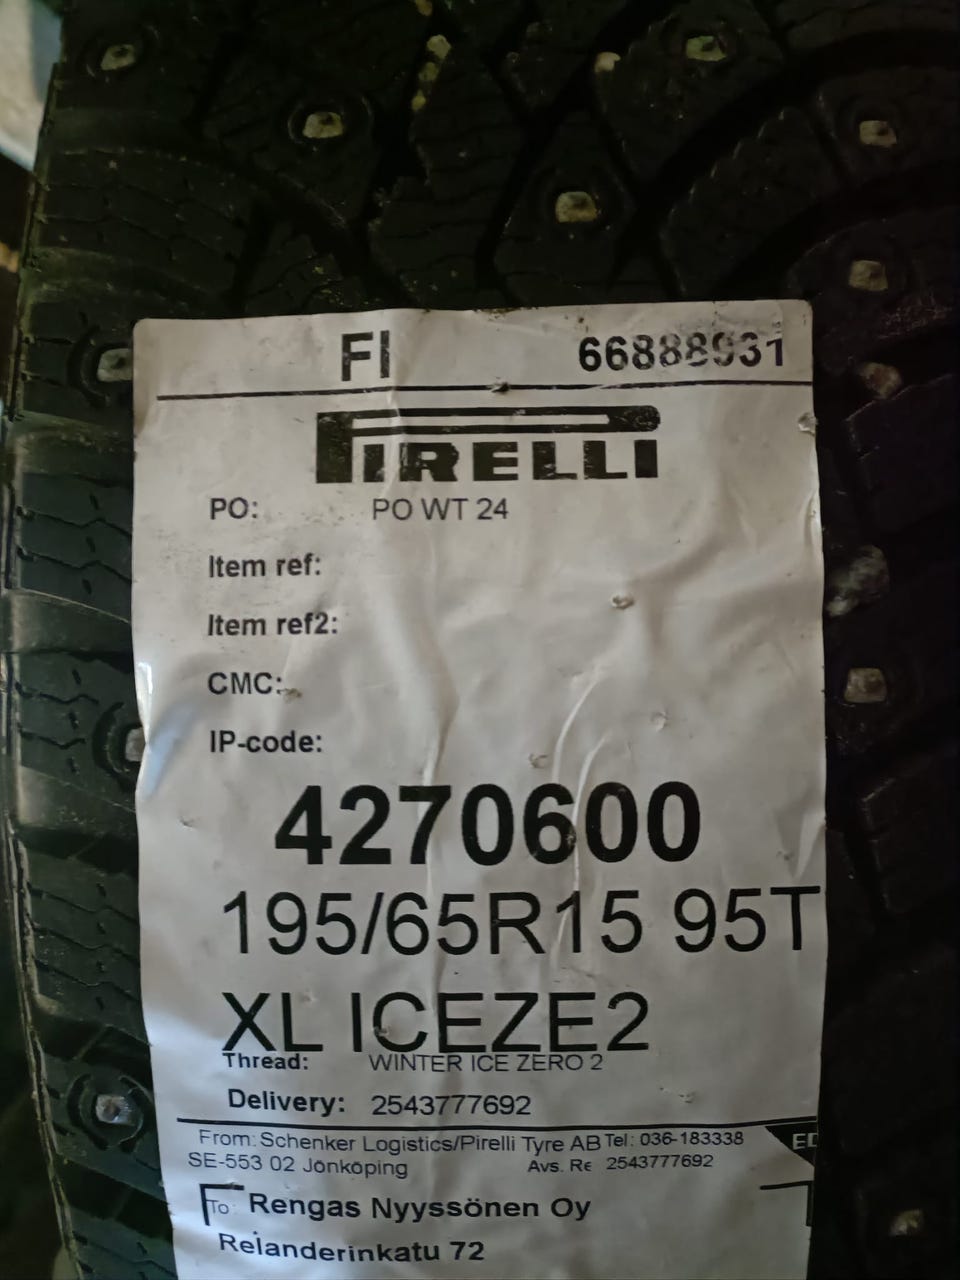 FI 66888931
PIRELLI
PO: PO WT 24
Item ref:
Item ref2:
CMC:
IP-code:
4270600
195/65R15 95T
XL ICEZE2
Thread: WINTER ICE ZERO 2
Delivery: 2543777692
From: Schenker Logistics/Pirelli Tyre AB Tel: 036-183338
SE-553 02 Jönköping Avs. Re 2543777692
To: Rengas Nyyssönen Oy
Relanderinkatu 72